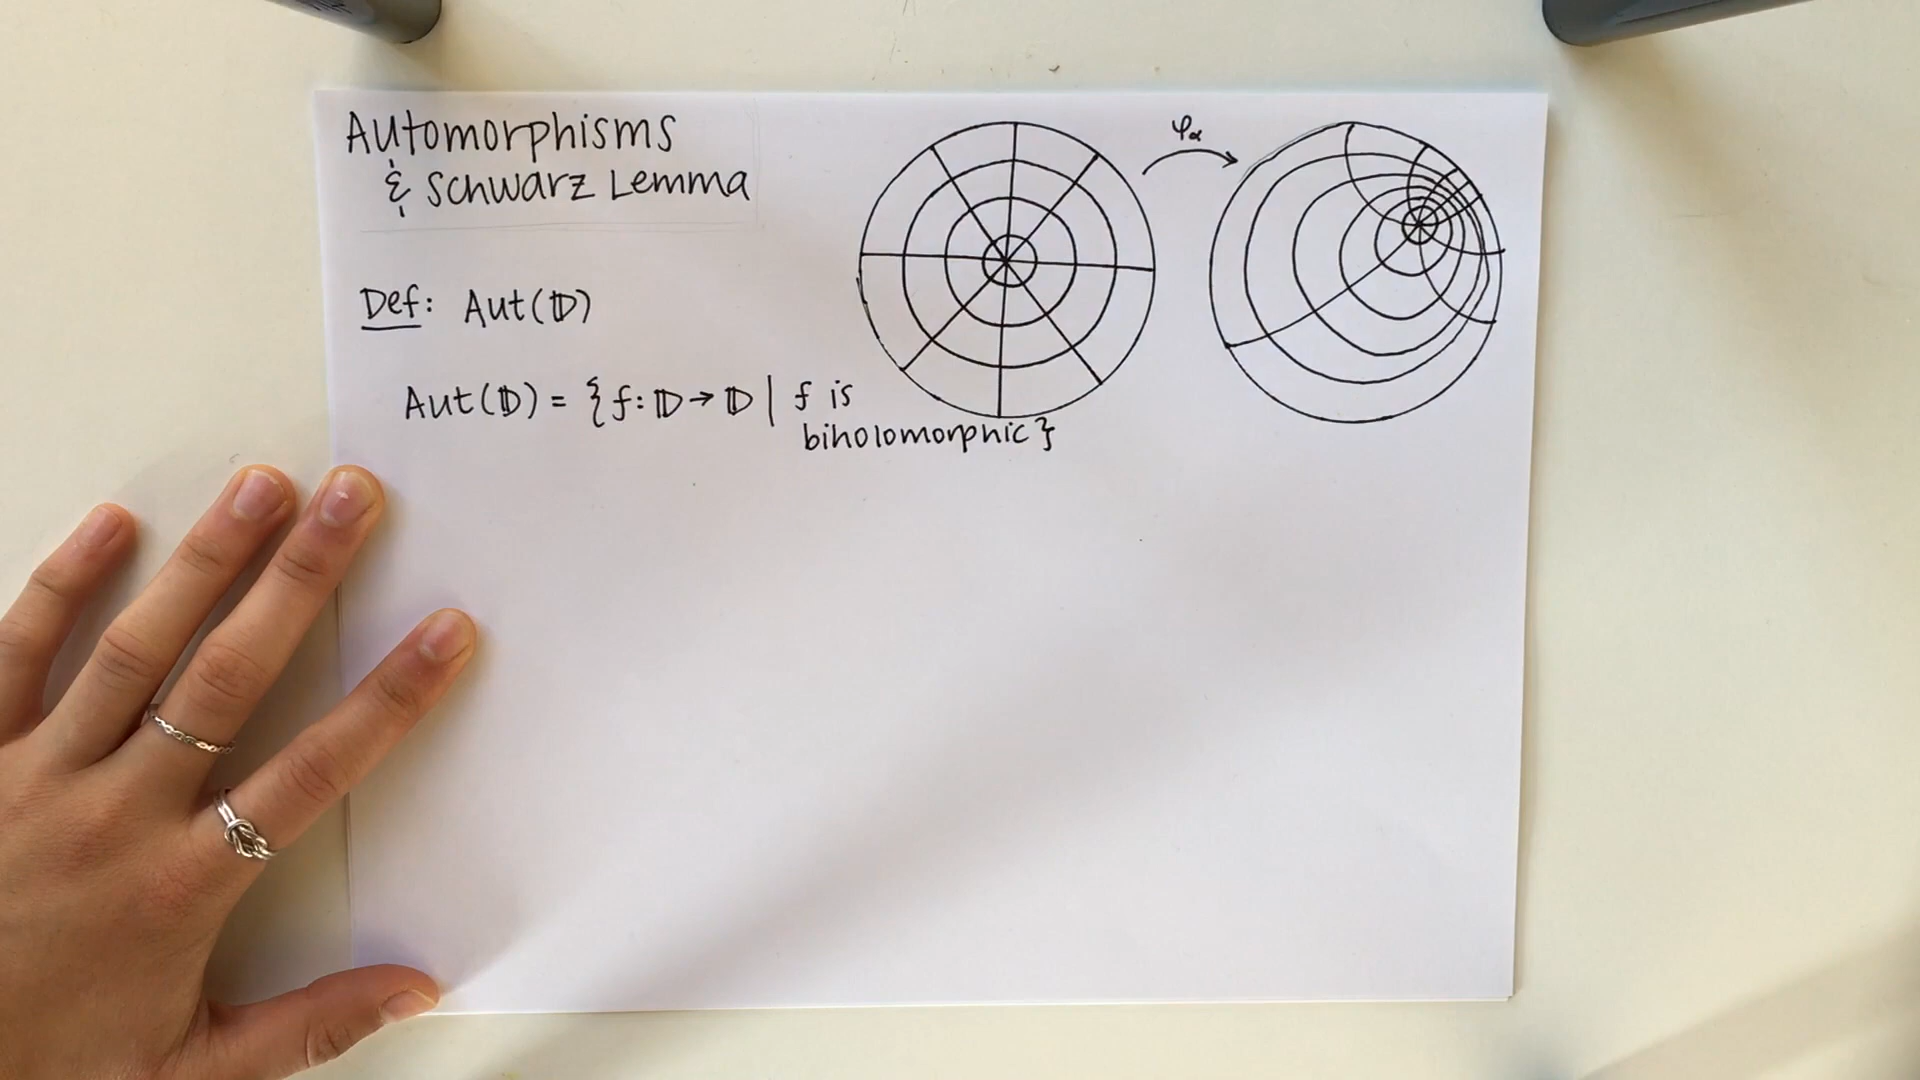 Automorphisms
& Schwarz Lemma
φα
Def: Aut(𝔻)
Aut(𝔻) = {f: 𝔻 → 𝔻 | f is
biholomorphic}